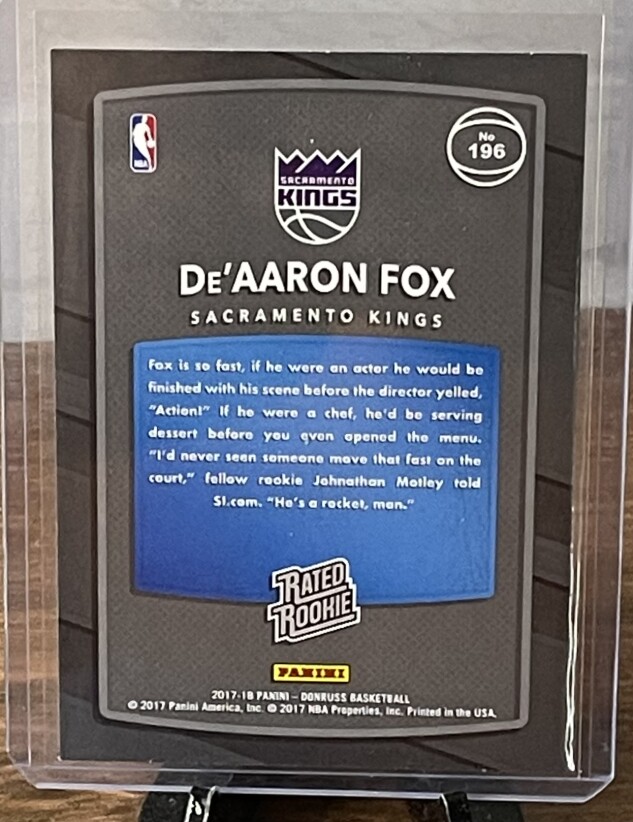 NBA
No
196
SACRAMENTO
KINGS
DE'AARON FOX
SACRAMENTO KINGS
Fox is so fast, if he were an actor he would be
finished with his scene before the director yelled,
"Action!" If he were a chef, he'd be serving
dessert before you even opened the menu.
"I'd never seen someone move that fast on the
court," fellow rookie Johnathan Motley told
SI.com. "He's a rocket, man."
RATED
ROOKIE
PANINI
2017-18 PANINI – DONRUSS BASKETBALL
© 2017 Panini America, Inc. © 2017 NBA Properties, Inc. Printed in the USA.